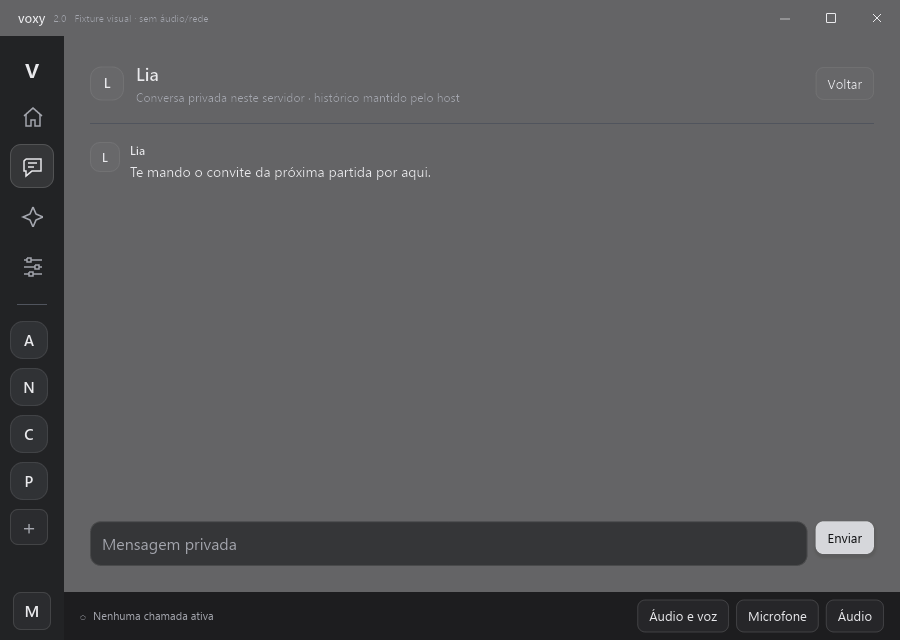 voxy 2.0 Fixture visual · sem áudio/rede
V
L
Lia
Conversa privada neste servidor · histórico mantido pelo host
Voltar
L
Lia
Te mando o convite da próxima partida por aqui.
A
N
C
P
+
Mensagem privada
Enviar
M
Nenhuma chamada ativa
Áudio e voz
Microfone
Áudio